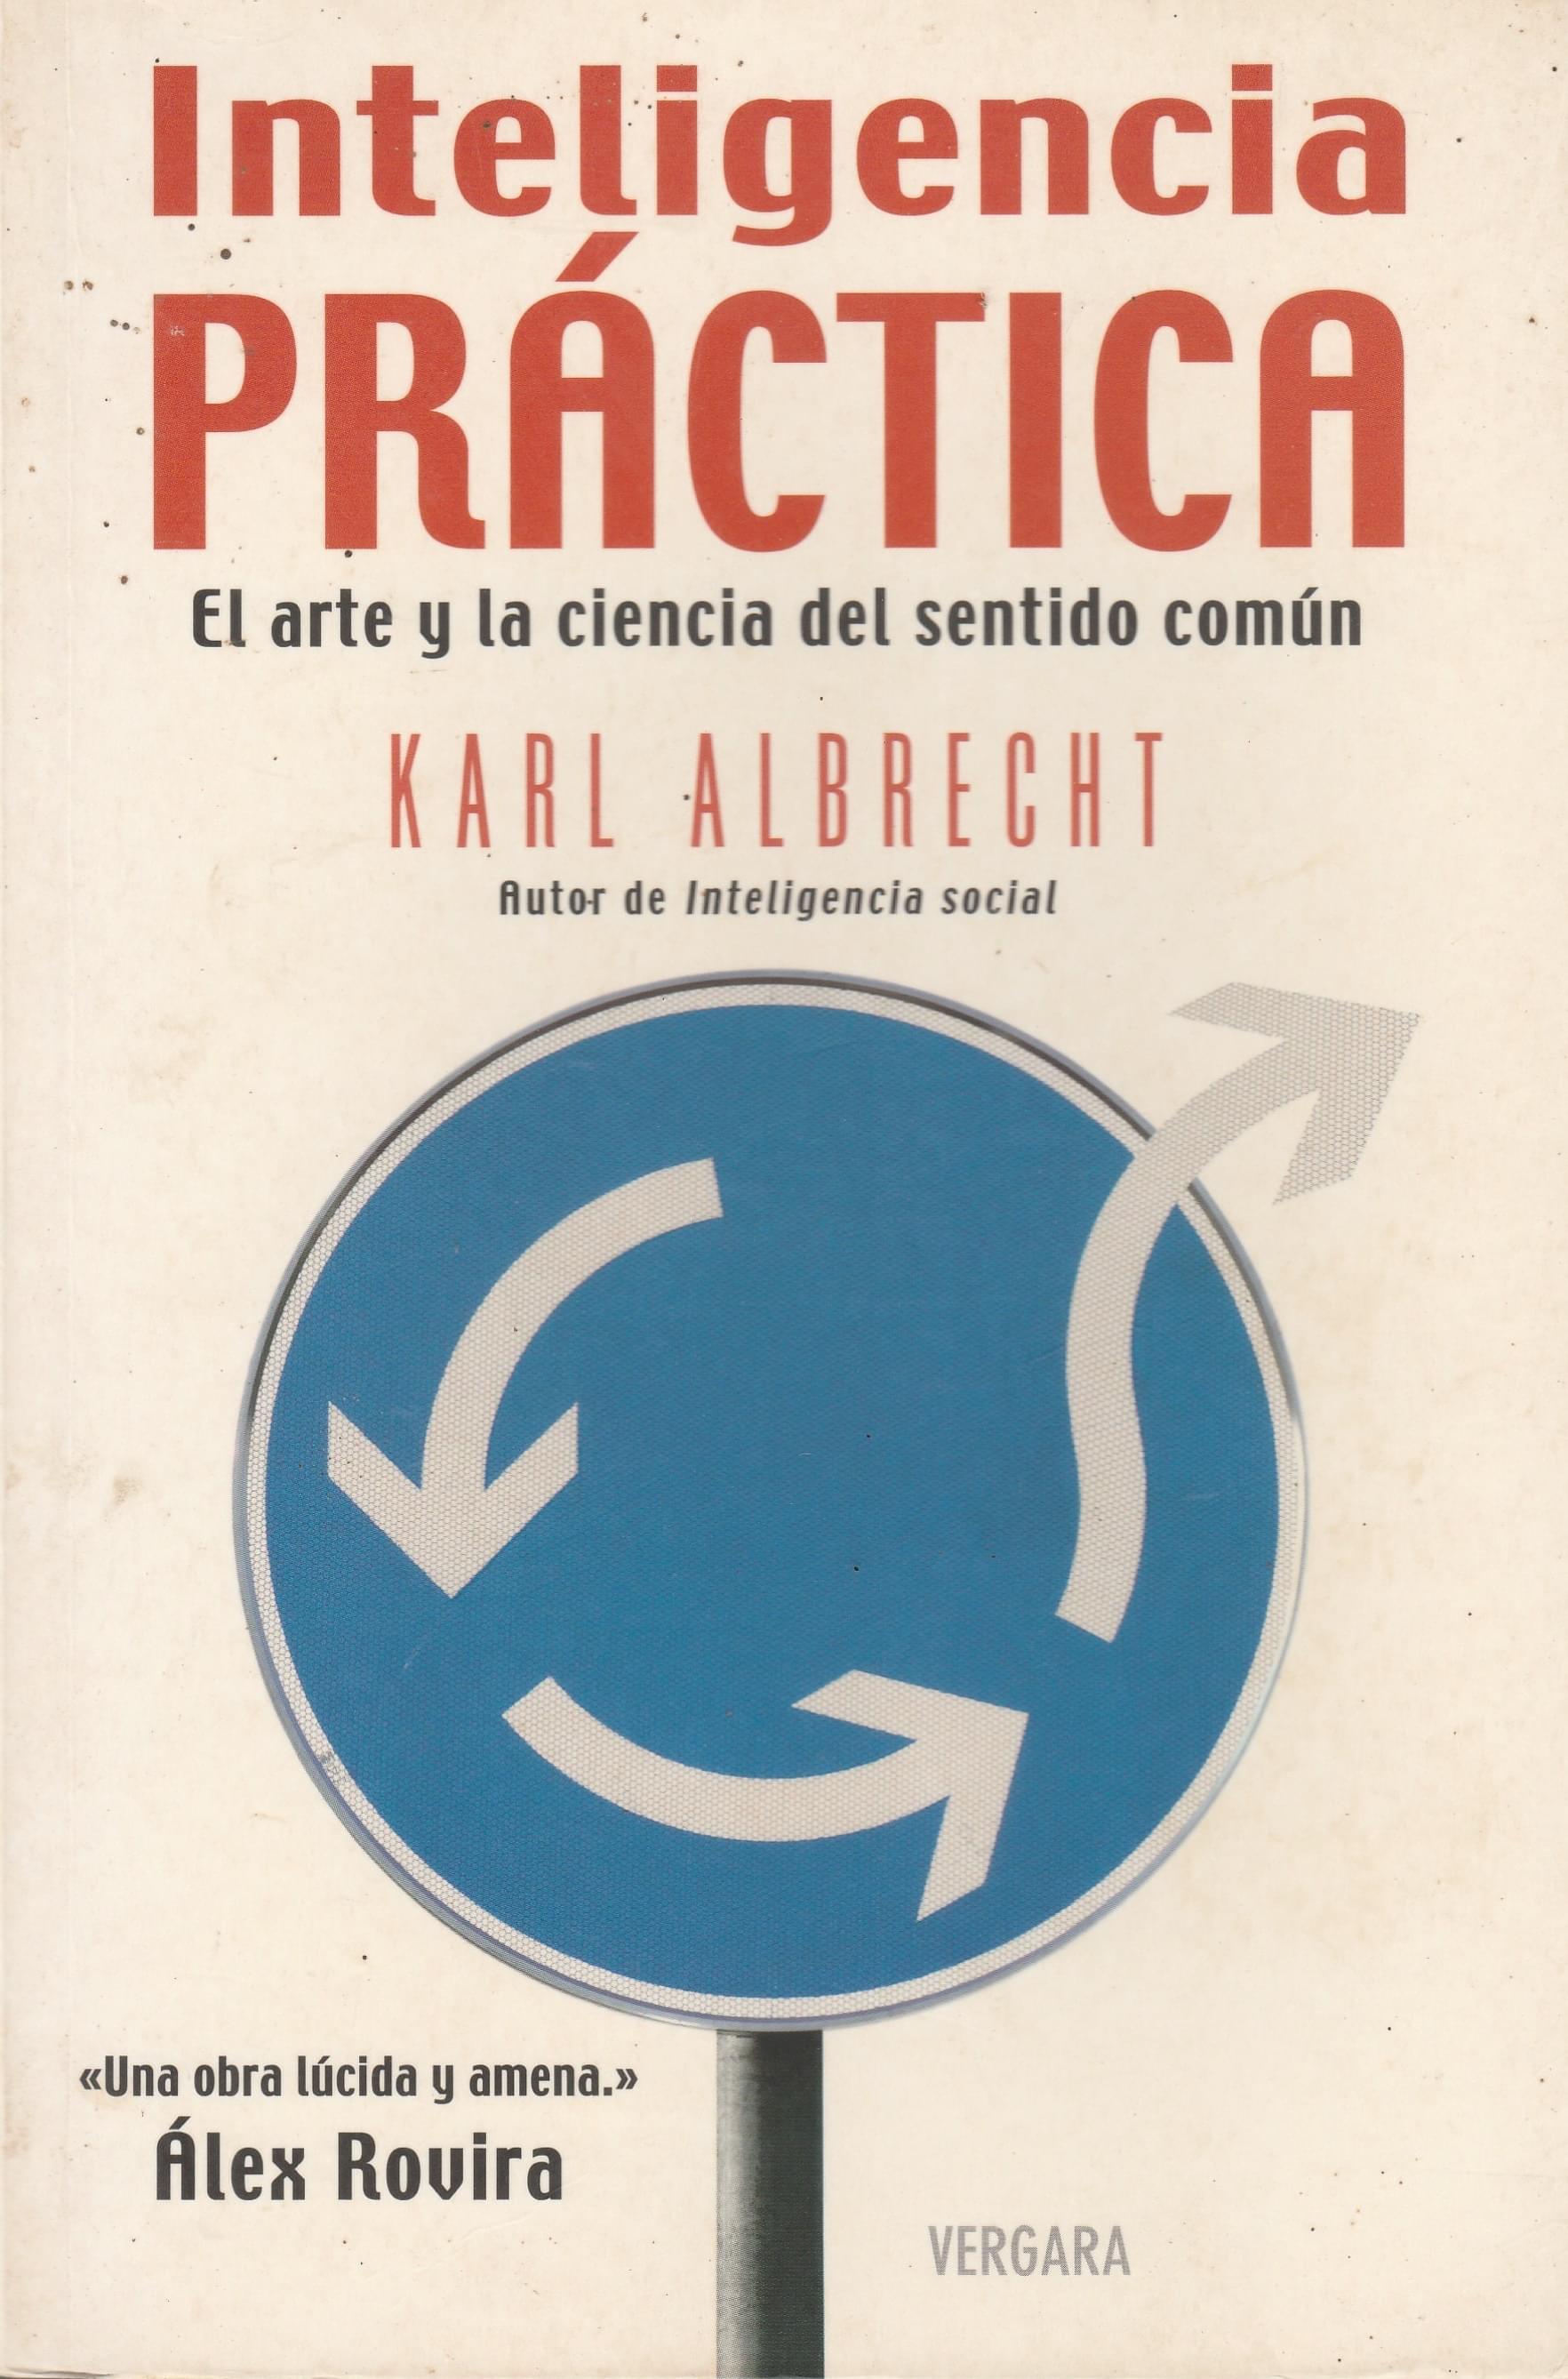 Inteligencia
PRÁCTICA
El arte y la ciencia del sentido común
KARL ALBRECHT
Autor de Inteligencia social
«Una obra lúcida y amena.»
Álex Rovira
VERGARA